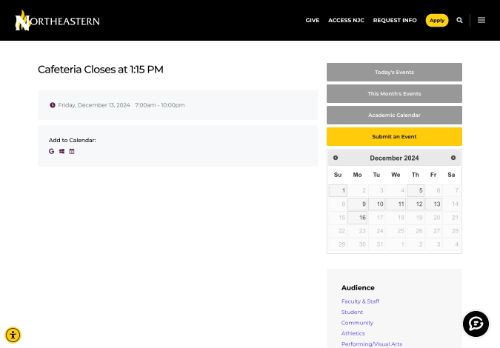 NORTHEASTERN
GIVE ACCESS NJC REQUEST INFO Apply
Cafeteria Closes at 1:15 PM
Friday, December 13, 2024 7:00am - 10:00pm
Add to Calendar:
Today's Events
This Month's Events
Academic Calendar
Submit an Event
December 2024
Su Mo Tu We Th Fr Sa
1 2 3 4 5 6 7
8 9 10 11 12 13 14
15 16 17 18 19 20 21
22 23 24 25 26 27 28
29 30 31 1 2 3 4
Audience
Faculty & Staff
Student
Community
Athletics
Performing/Visual Arts